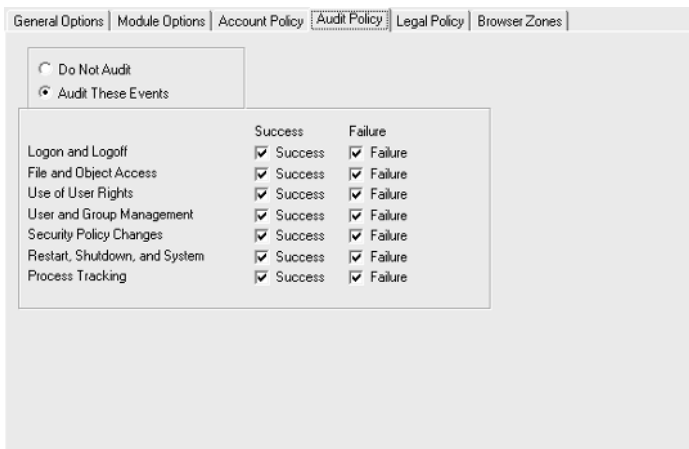 General Options Module Options Account Policy Audit Policy Legal Policy Browser Zones
Do Not Audit
Audit These Events
Success Failure
Logon and Logoff Success Failure
File and Object Access Success Failure
Use of User Rights Success Failure
User and Group Management Success Failure
Security Policy Changes Success Failure
Restart, Shutdown, and System Success Failure
Process Tracking Success Failure